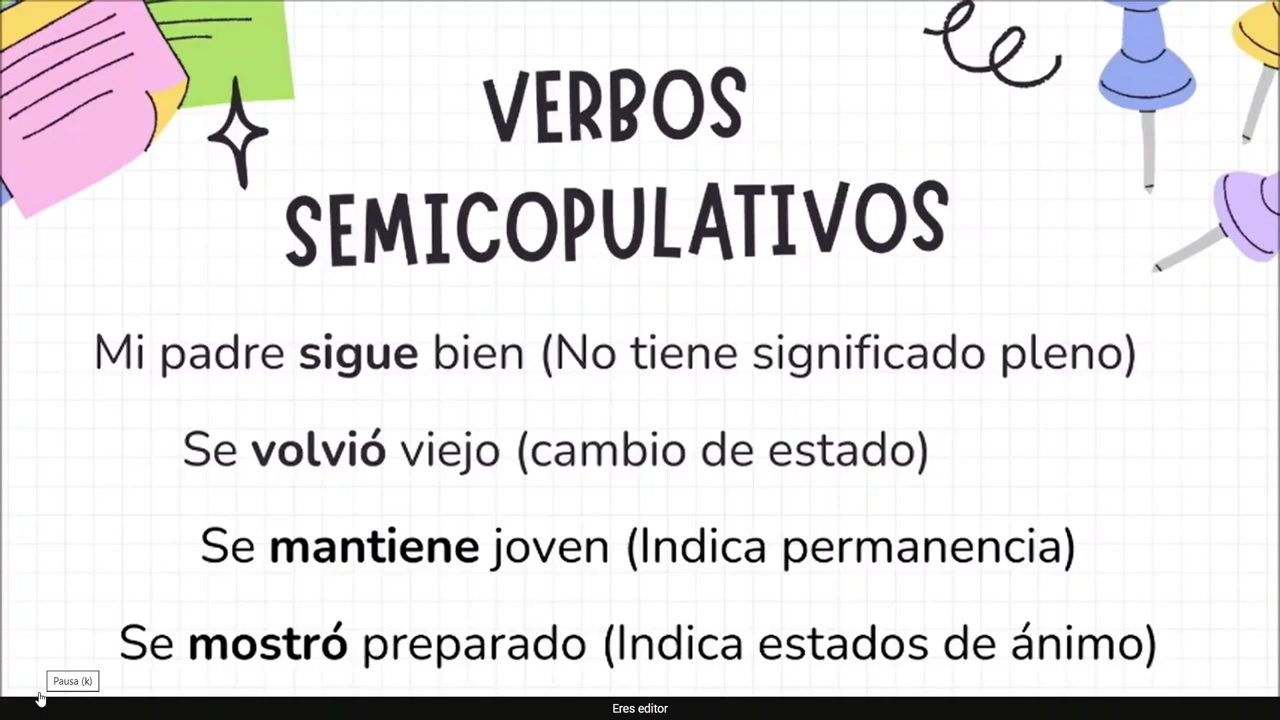 VERBOS
SEMICOPULATIVOS
Mi padre sigue bien (No tiene significado pleno)
Se volvió viejo (cambio de estado)
Se mantiene joven (Indica permanencia)
Se mostró preparado (Indica estados de ánimo)
Pausa (k)
Eres editor